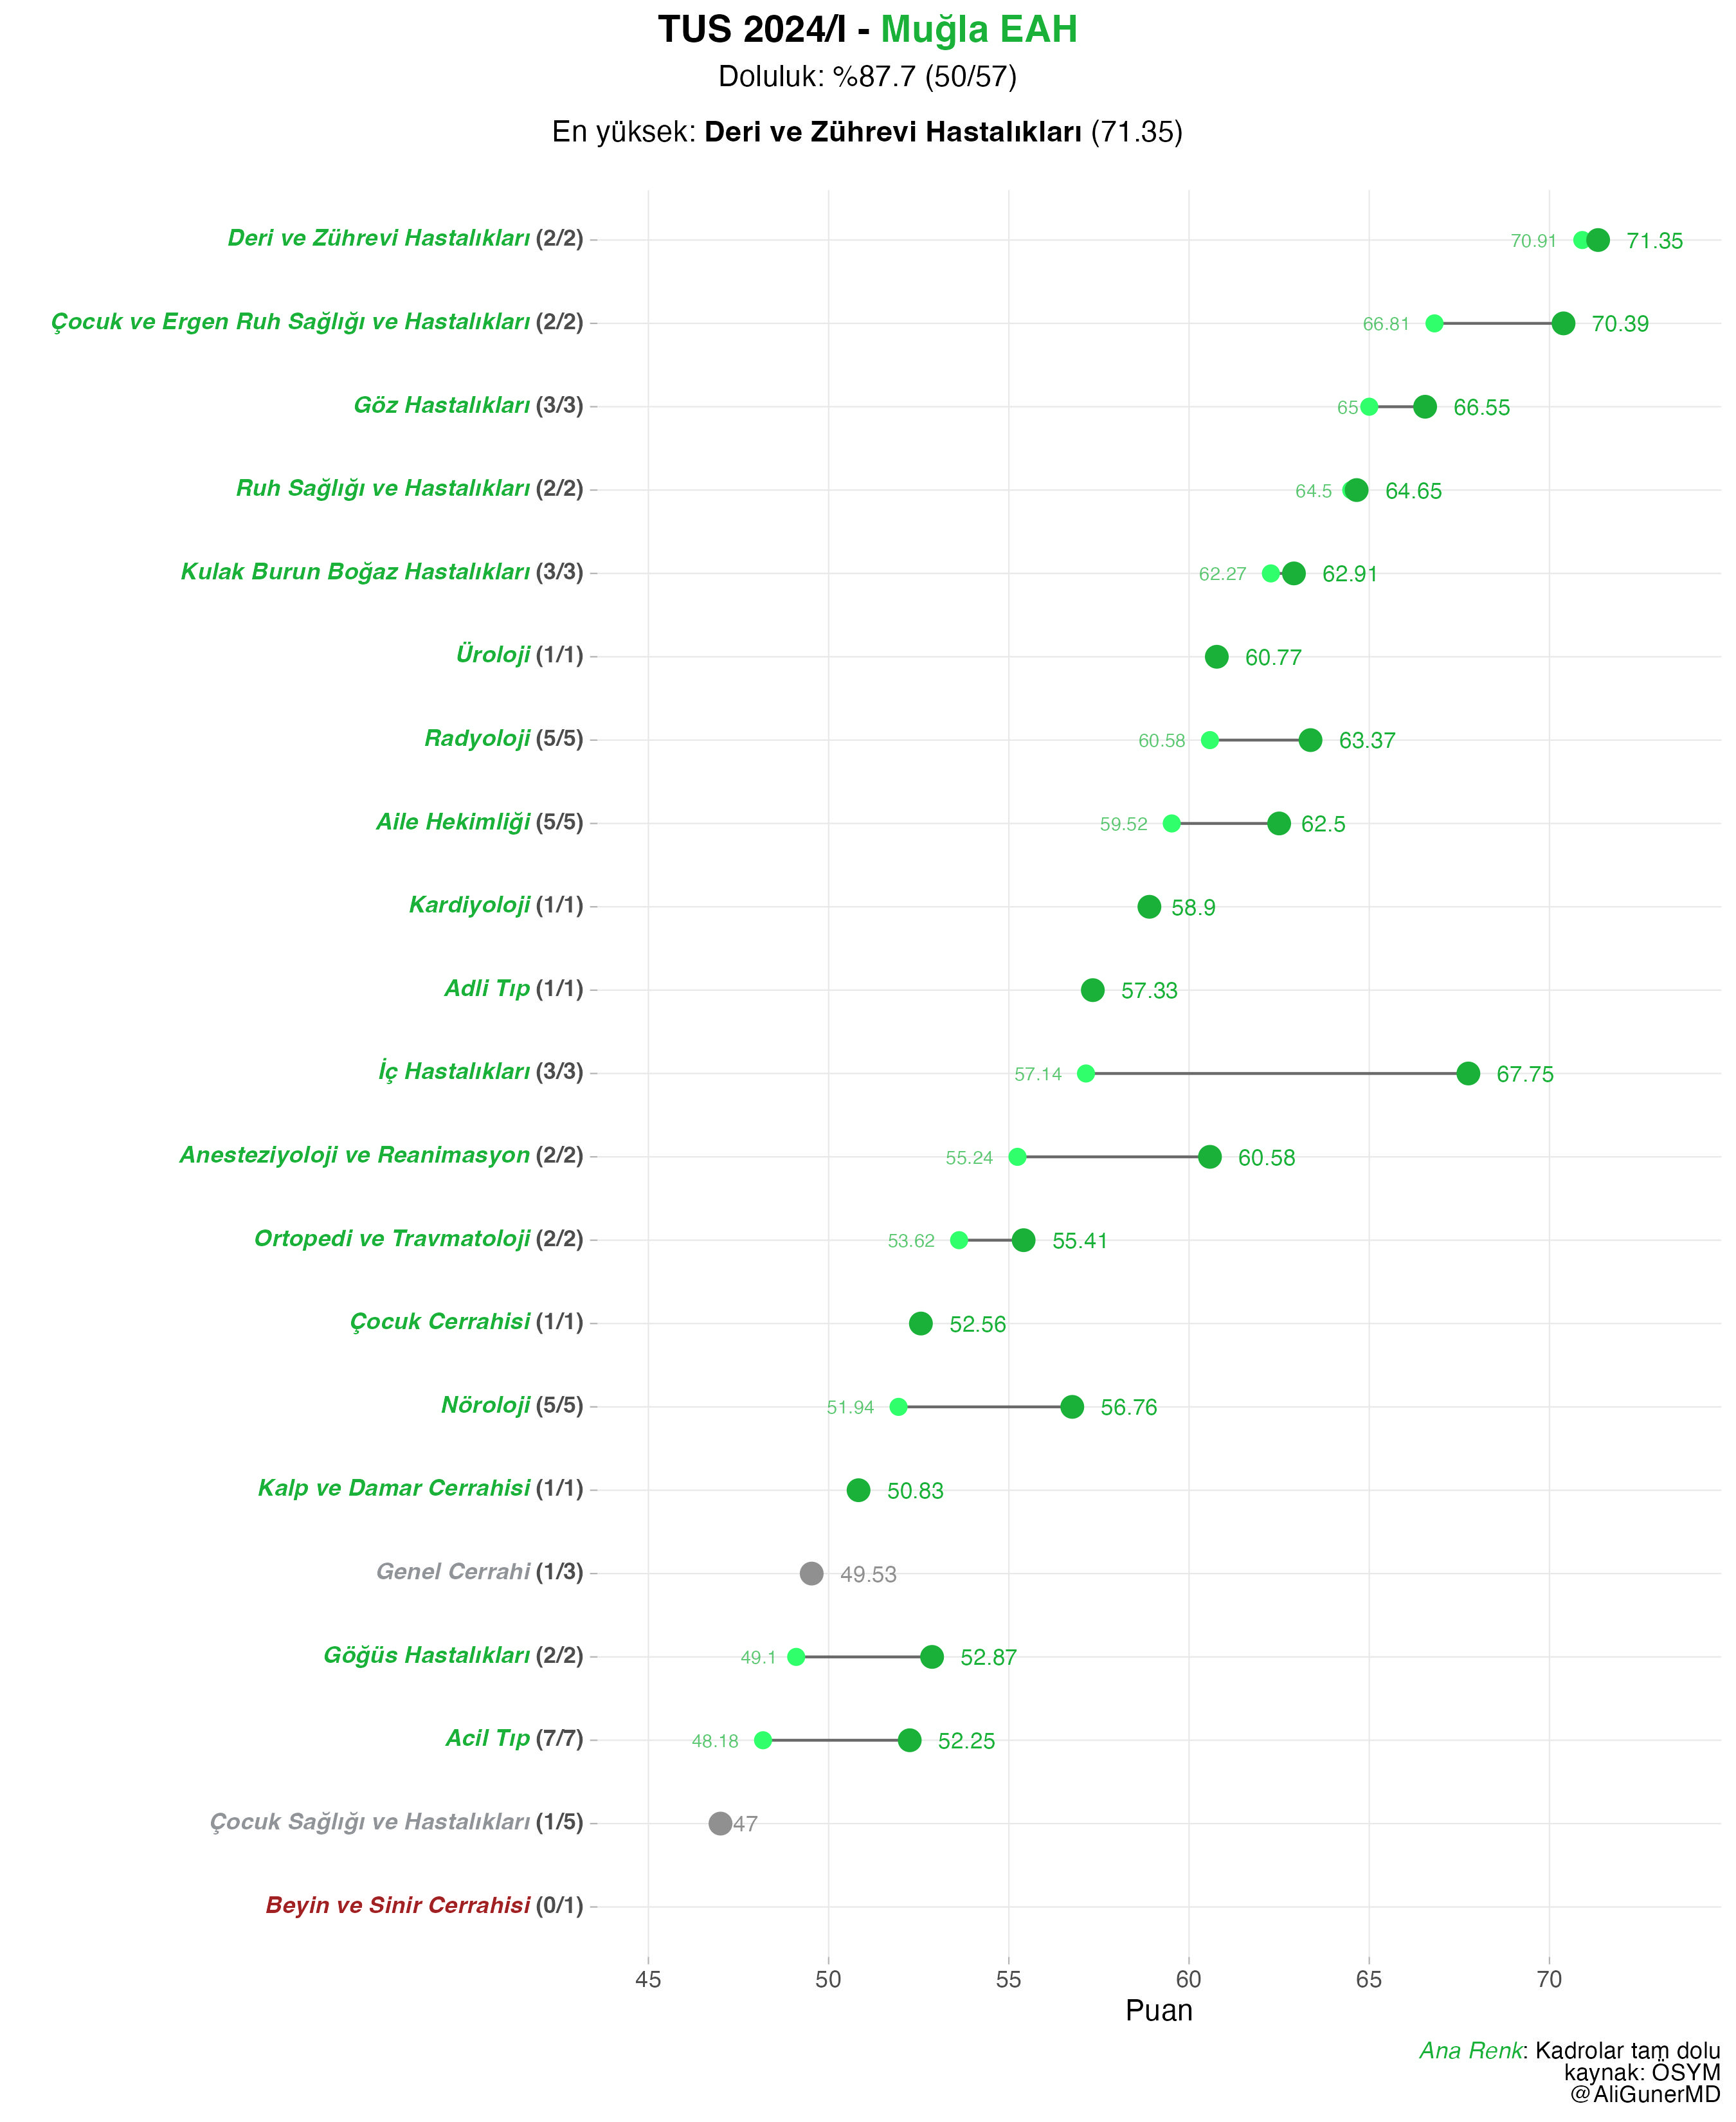 TUS 2024/I - Muğla EAH
Doluluk: %87.7 (50/57)
En yüksek: Deri ve Zührevi Hastalıkları (71.35)
Deri ve Zührevi Hastalıkları (2/2) 70.91 71.35
Çocuk ve Ergen Ruh Sağlığı ve Hastalıkları (2/2) 66.81 70.39
Göz Hastalıkları (3/3) 65 66.55
Ruh Sağlığı ve Hastalıkları (2/2) 64.5 64.65
Kulak Burun Boğaz Hastalıkları (3/3) 62.27 62.91
Üroloji (1/1) 60.77
Radyoloji (5/5) 60.58 63.37
Aile Hekimliği (5/5) 59.52 62.5
Kardiyoloji (1/1) 58.9
Adli Tıp (1/1) 57.33
İç Hastalıkları (3/3) 57.14 67.75
Anesteziyoloji ve Reanimasyon (2/2) 55.24 60.58
Ortopedi ve Travmatoloji (2/2) 53.62 55.41
Çocuk Cerrahisi (1/1) 52.56
Nöroloji (5/5) 51.94 56.76
Kalp ve Damar Cerrahisi (1/1) 50.83
Genel Cerrahi (1/3) 49.53
Göğüs Hastalıkları (2/2) 49.1 52.87
Acil Tıp (7/7) 48.18 52.25
Çocuk Sağlığı ve Hastalıkları (1/5) 47
Beyin ve Sinir Cerrahisi (0/1)
45 50 55 60 65 70
Puan
Ana Renk: Kadrolar tam dolu
kaynak: ÖSYM
@AliGunerMD